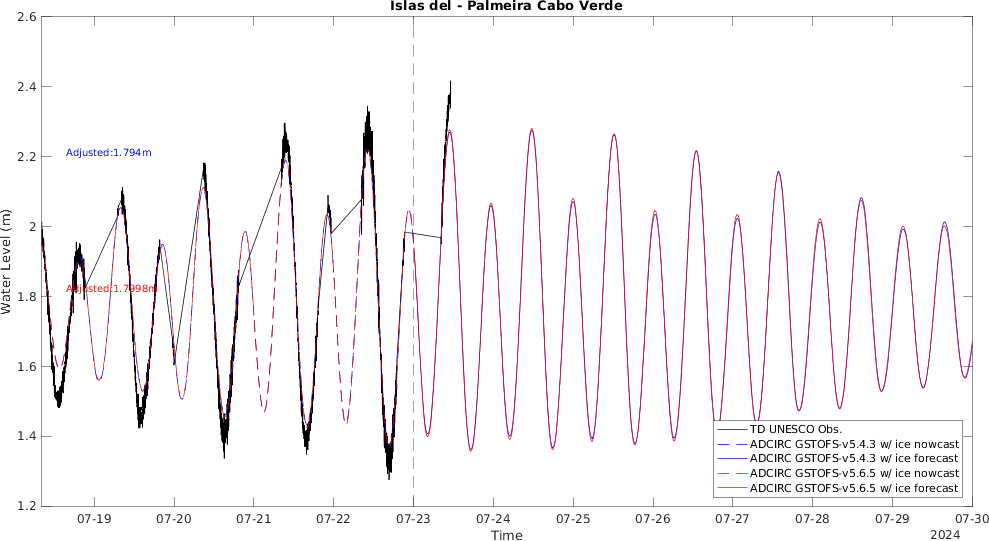 Islas del - Palmeira Cabo Verde
2.6
2.4
2.2
2
1.8
1.6
1.4
1.2
Water Level (m)
Adjusted:1.794m
Adjusted:1.7998m
TD UNESCO Obs.
ADCIRC GSTOFS-v5.4.3 w/ ice nowcast
ADCIRC GSTOFS-v5.4.3 w/ ice forecast
ADCIRC GSTOFS-v5.6.5 w/ ice nowcast
ADCIRC GSTOFS-v5.6.5 w/ ice forecast
07-19 07-20 07-21 07-22 07-23 07-24 07-25 07-26 07-27 07-28 07-29 07-30
Time
2024